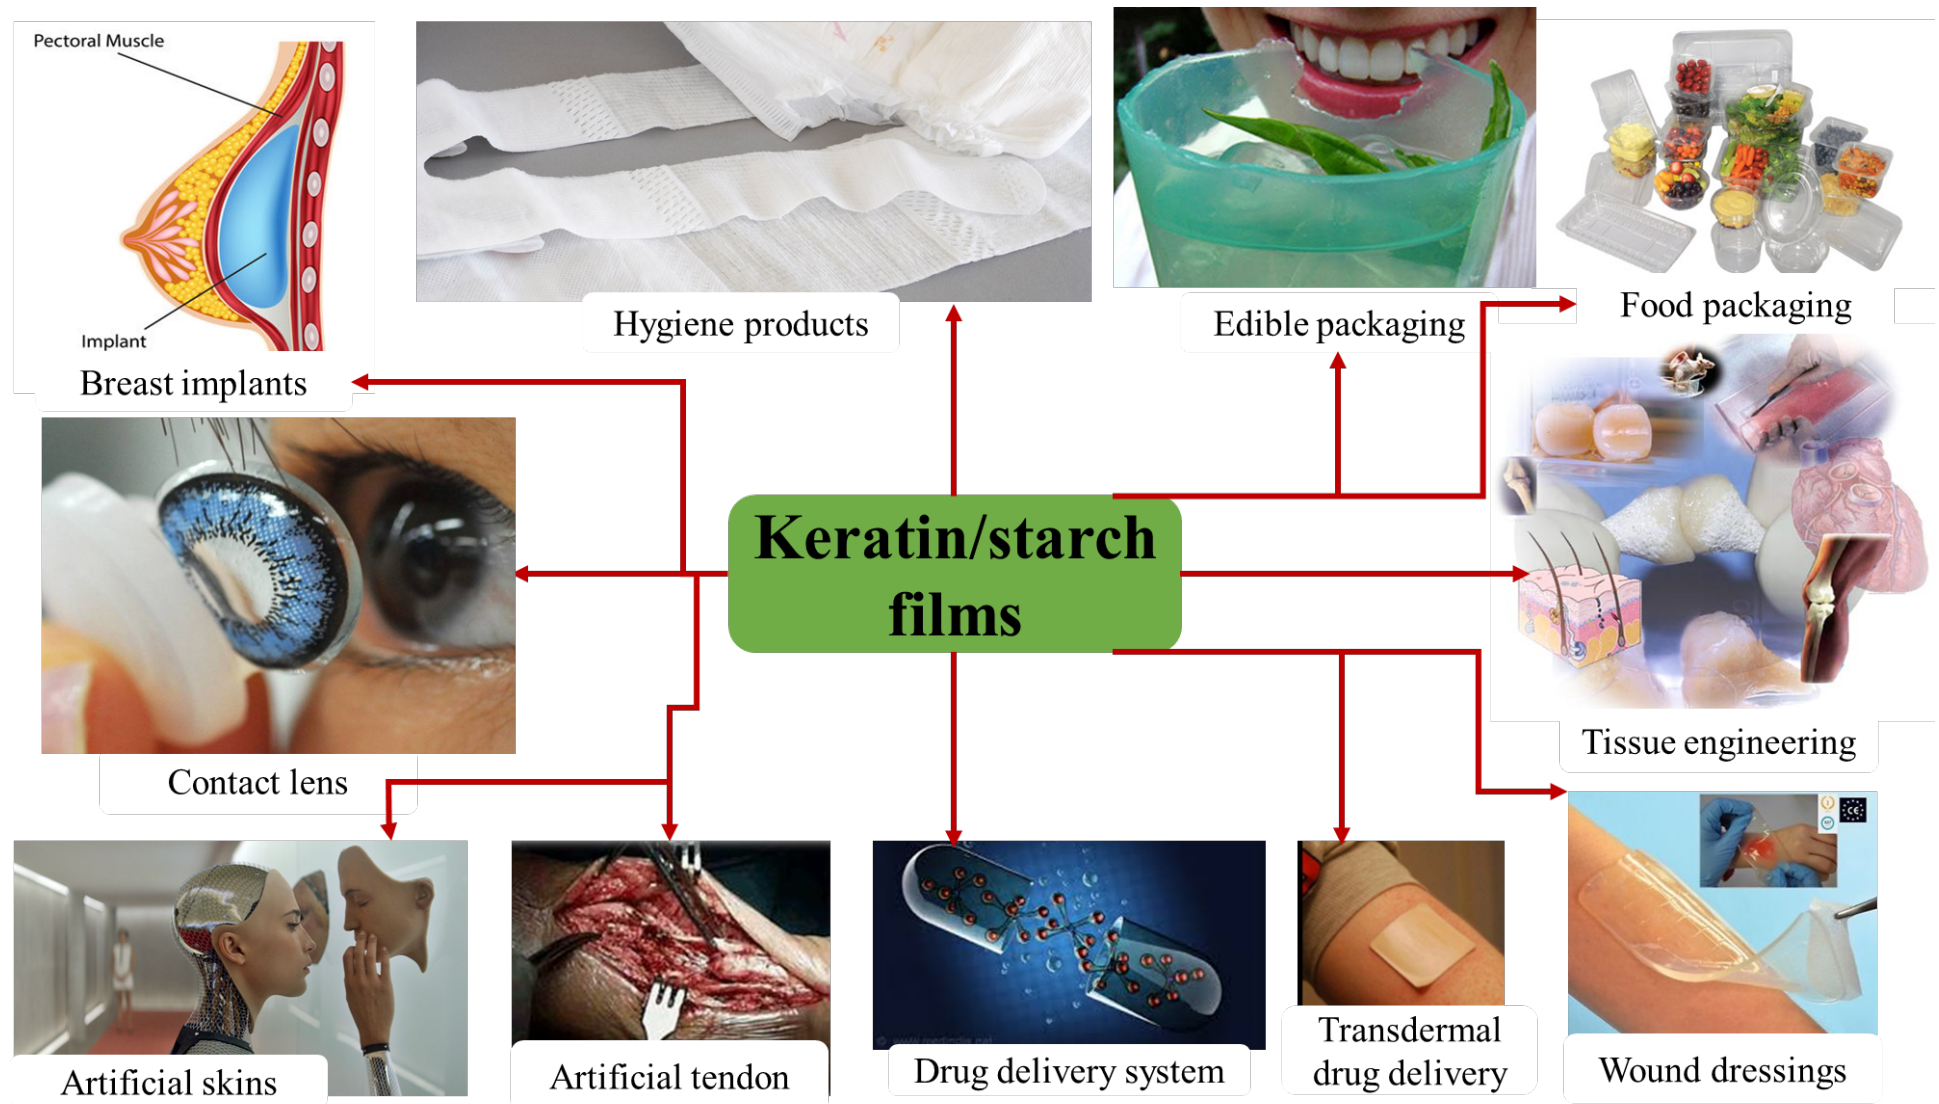 Pectoral Muscle
Implant
Breast implants
Hygiene products
Edible packaging
Food packaging
Keratin/starch
films
Contact lens
Tissue engineering
Artificial skins
Artificial tendon
Drug delivery system
Transdermal
drug delivery
Wound dressings
CE